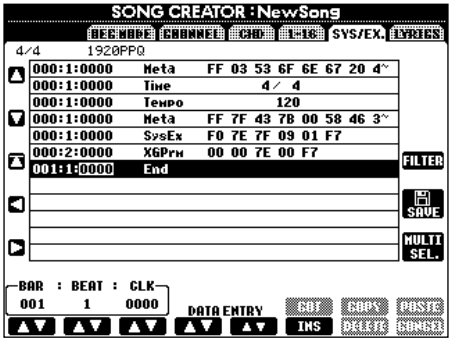 SONG CREATOR : NewSong
REC MODE CHANNEL CHD 1-16 SYS/EX. LYRICS
4/4 1920PPQ
000:1:0000 Meta FF 03 53 6F 6E 67 20 4~
000:1:0000 Time 4/ 4
000:1:0000 Tempo 120
000:1:0000 Meta FF 7F 43 7B 00 58 46 3~
000:1:0000 SysEx F0 7E 7F 09 01 F7
000:2:0000 XGPrm 00 00 7E 00 F7
001:1:0000 End
FILTER
SAVE
MULTI
SEL.
BAR : BEAT : CLK
001 1 0000
DATA ENTRY
CUT COPY PASTE
INS DELETE CANCEL